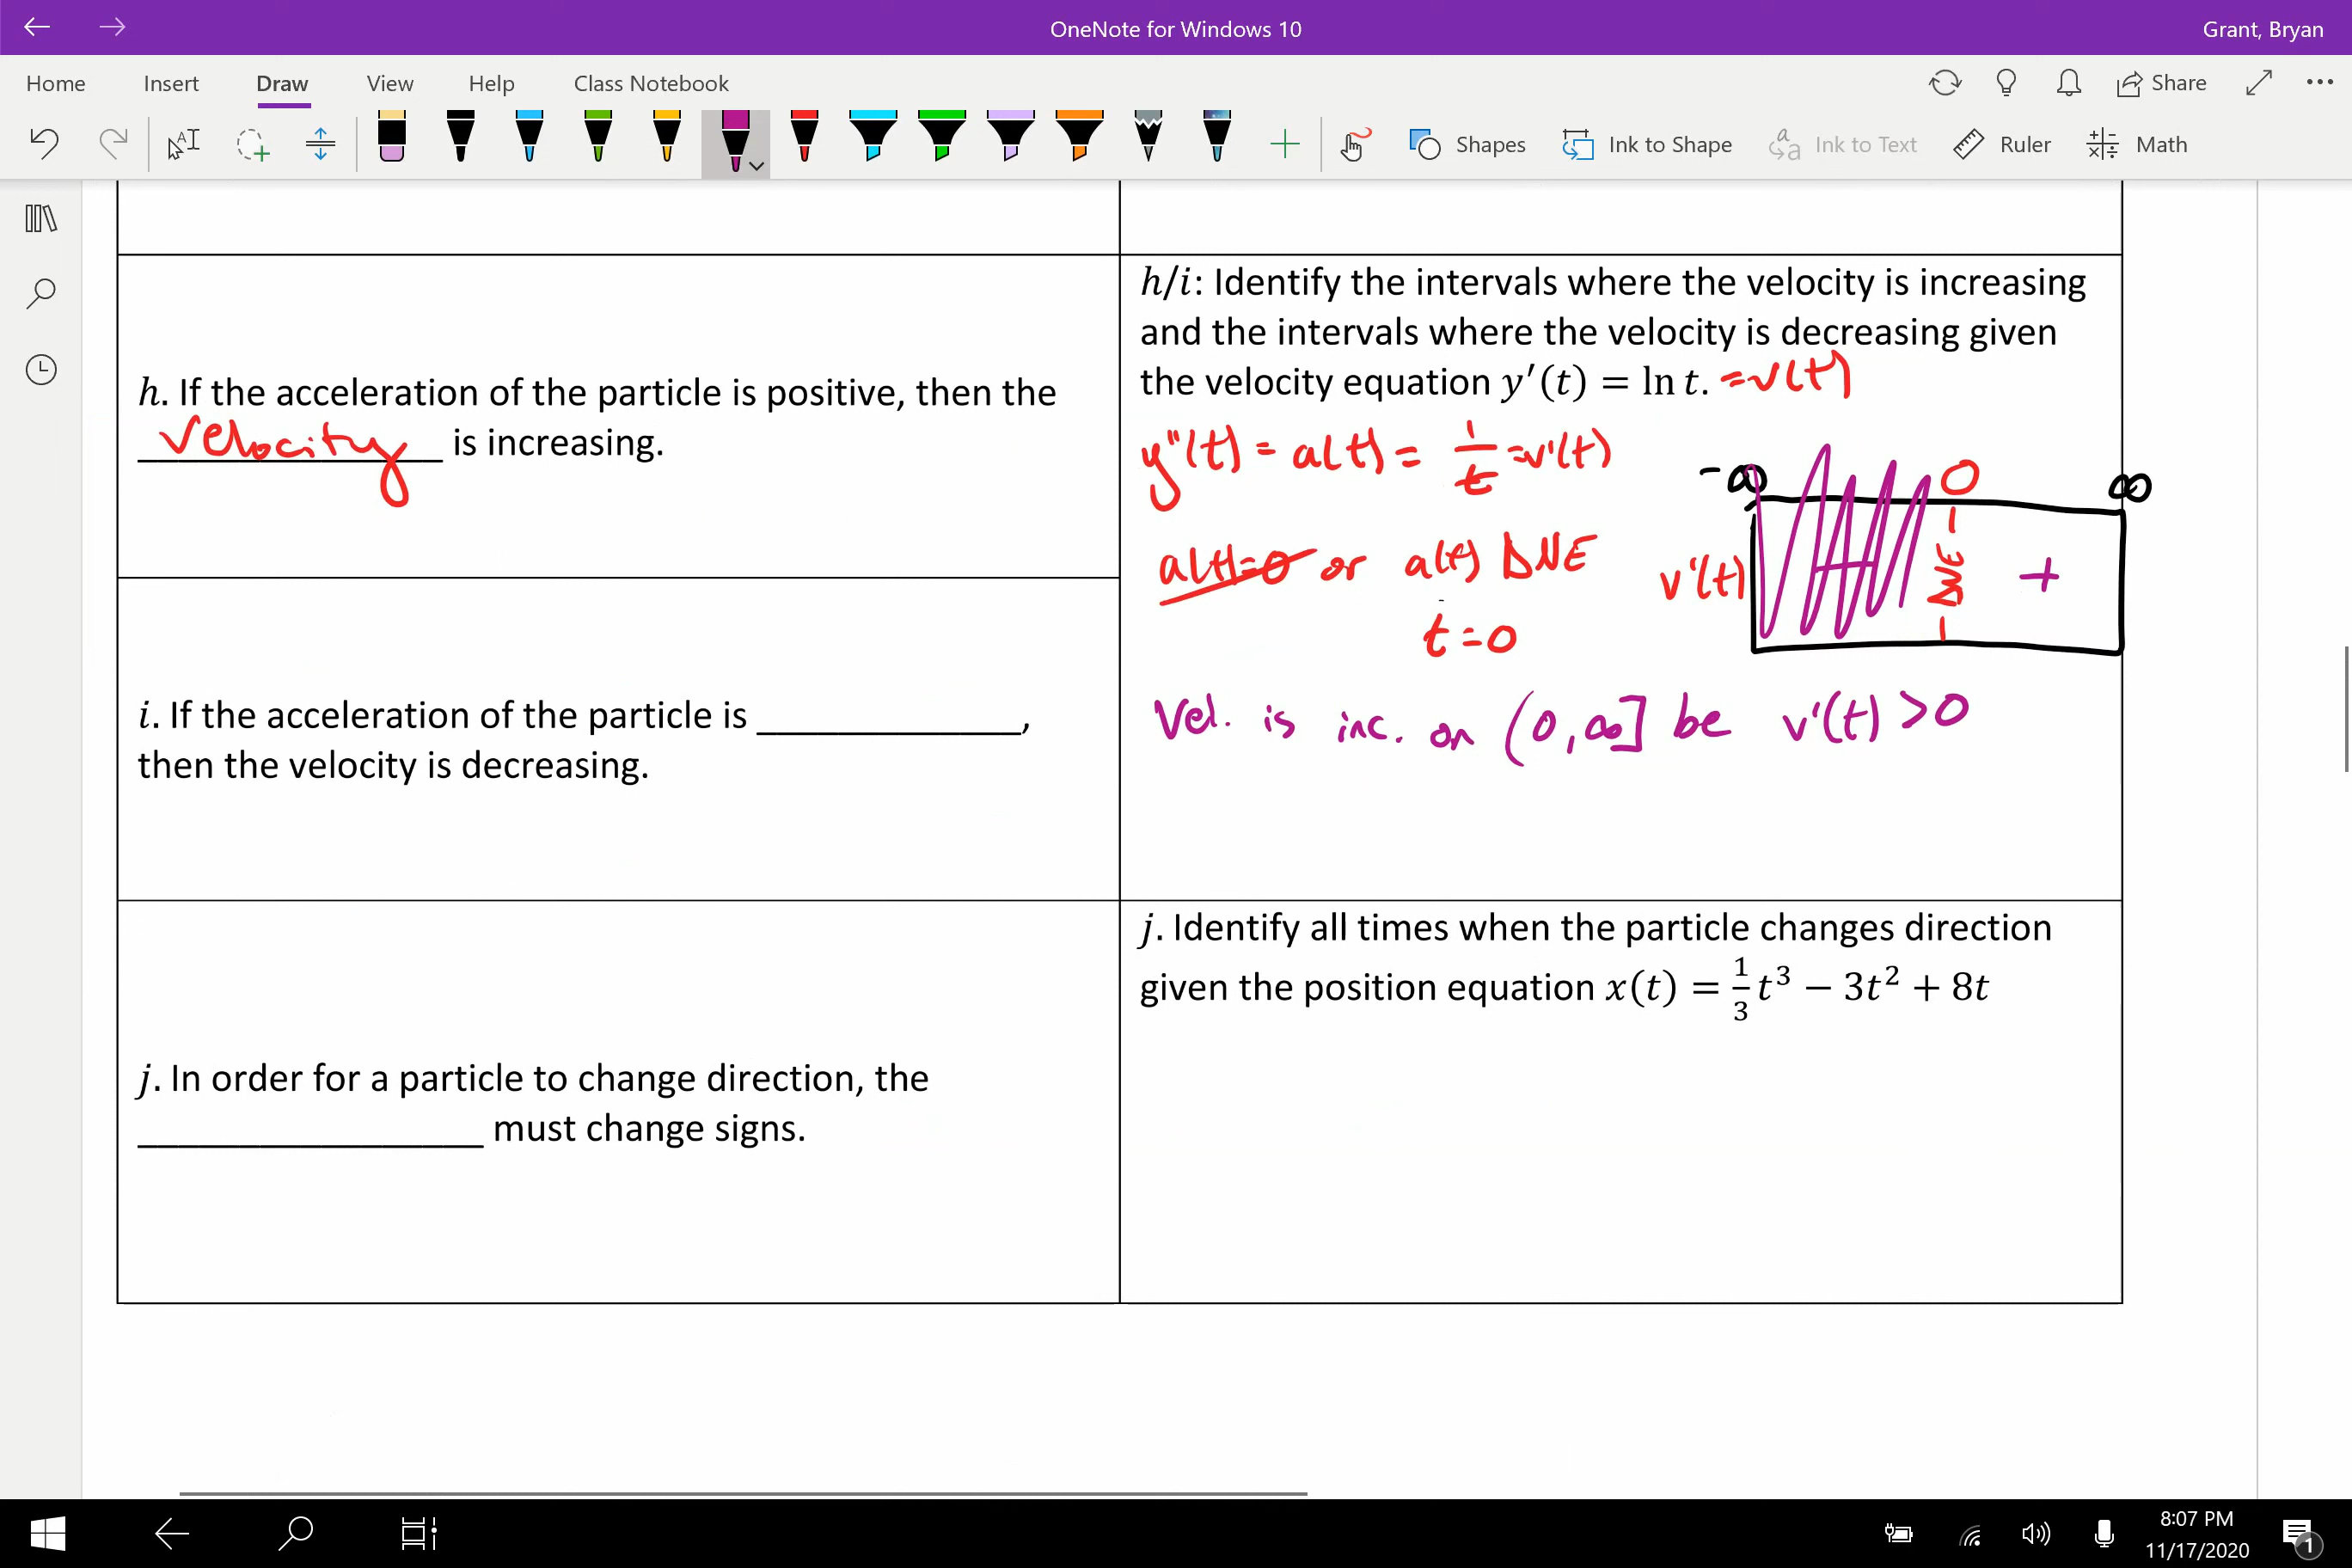 OneNote for Windows 10
Grant, Bryan
Home Insert Draw View Help Class Notebook Share
Shapes Ink to Shape Ink to Text Ruler Math
h. If the acceleration of the particle is positive, then the
velocity is increasing.
i. If the acceleration of the particle is _____________,
then the velocity is decreasing.
j. In order for a particle to change direction, the
_________________ must change signs.
h/i: Identify the intervals where the velocity is increasing
and the intervals where the velocity is decreasing given
the velocity equation y′(t) = ln t. = v(t)
y''(t) = a(t) = 1/t = v'(t)
a(t)=0 or a(t) DNE
t = 0
-∞ 0 ∞
v'(t) DNE +
Vel. is inc. on (0, ∞] bc v'(t) > 0
j. Identify all times when the particle changes direction
given the position equation x(t) = 1/3 t³ − 3t² + 8t
8:07 PM
11/17/2020
1